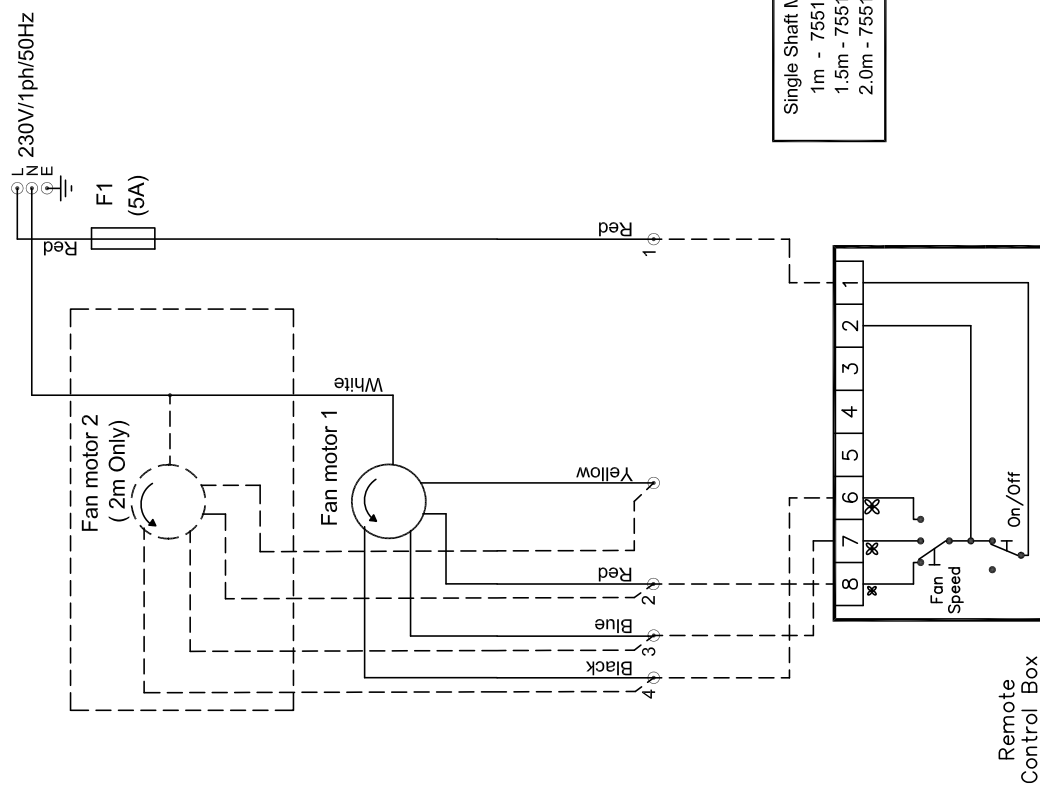 L
N
E
230V/1ph/50Hz
F1
(5A)
Red
Red
1
Single Shaft M
1m - 7551
1.5m - 7551
2.0m - 7551
Fan motor 2
( 2m Only)
White
Fan motor 1
Yellow
Red
2
Blue
3
Black
4
1
2
3
4
5
6
7
8
Fan
Speed
On/Off
Remote
Control Box